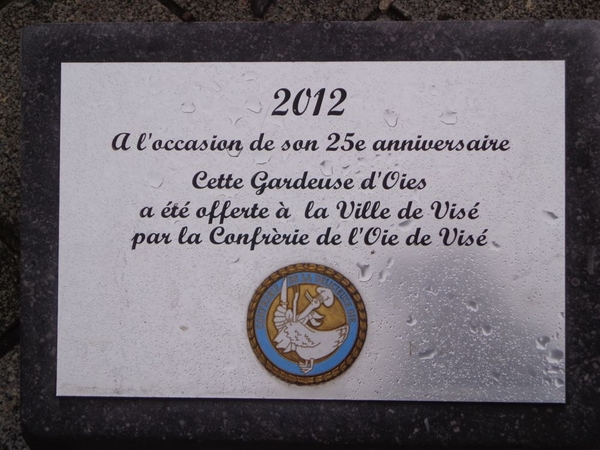 2012
A l'occasion de son 25e anniversaire
Cette Gardeuse d'Oies
a été offerte à la Ville de Visé
par la Confrèrie de l'Oie de Visé